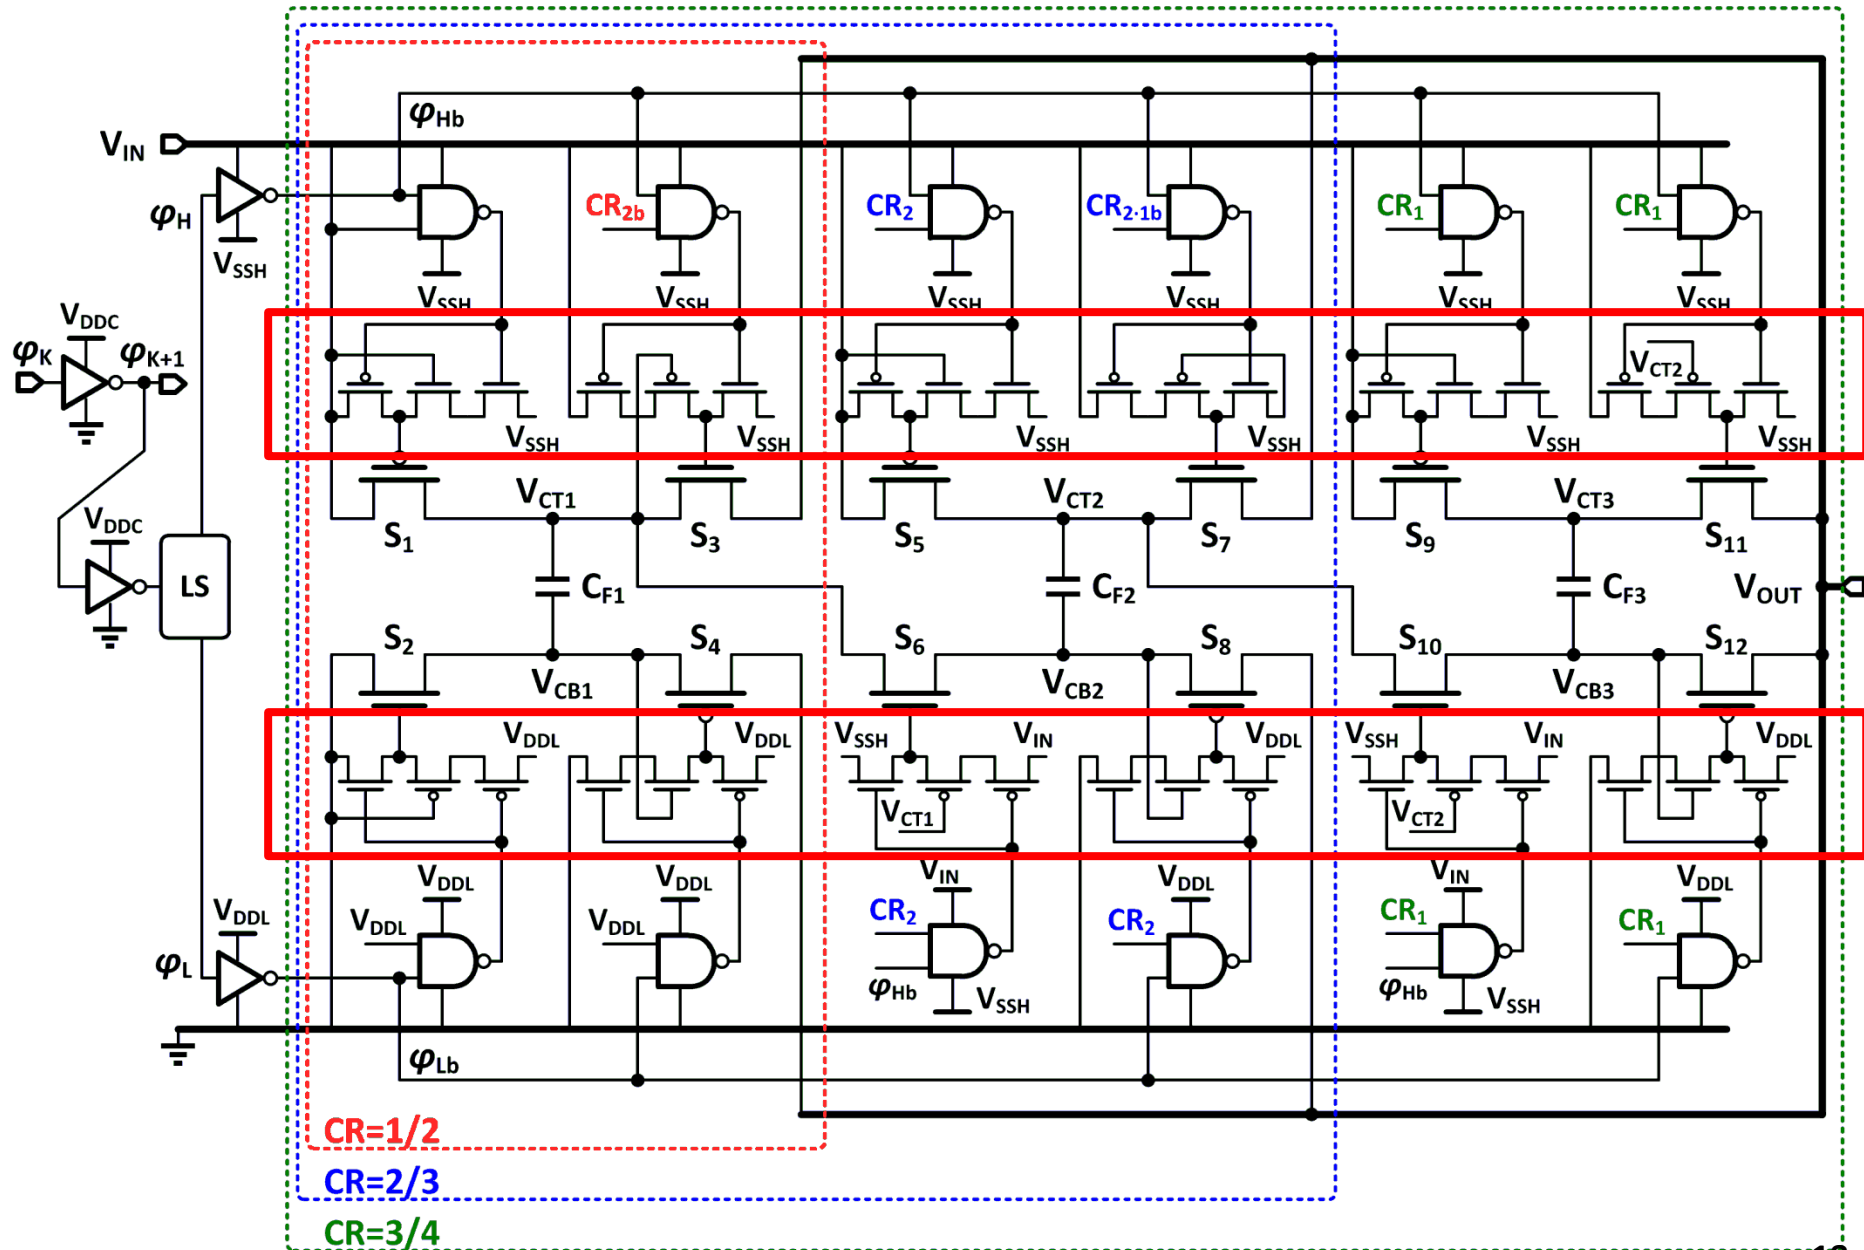 φHb
VIN
CR2b
CR2
CR2·1b
CR1
CR1
φH
VSSH
VSSH
VSSH
VSSH
VSSH
VSSH
VSSH
VDDC
φK
φK+1
VCT2
VSSH
VSSH
VSSH
VSSH
VSSH
VSSH
VCT1
VCT2
VCT3
VDDC
S1
S3
S5
S7
S9
S11
LS
CF1
CF2
CF3
VOUT
S2
S4
S6
S8
S10
S12
VCB1
VCB2
VCB3
VDDL
VDDL
VSSH
VIN
VDDL
VSSH
VIN
VDDL
VCT1
VCT2
VDDL
VDDL
VIN
VDDL
VIN
VDDL
VDDL
VDDL
VDDL
CR2
CR2
CR1
CR1
φL
φHb
VSSH
φHb
VSSH
φLb
CR=1/2
CR=2/3
CR=3/4